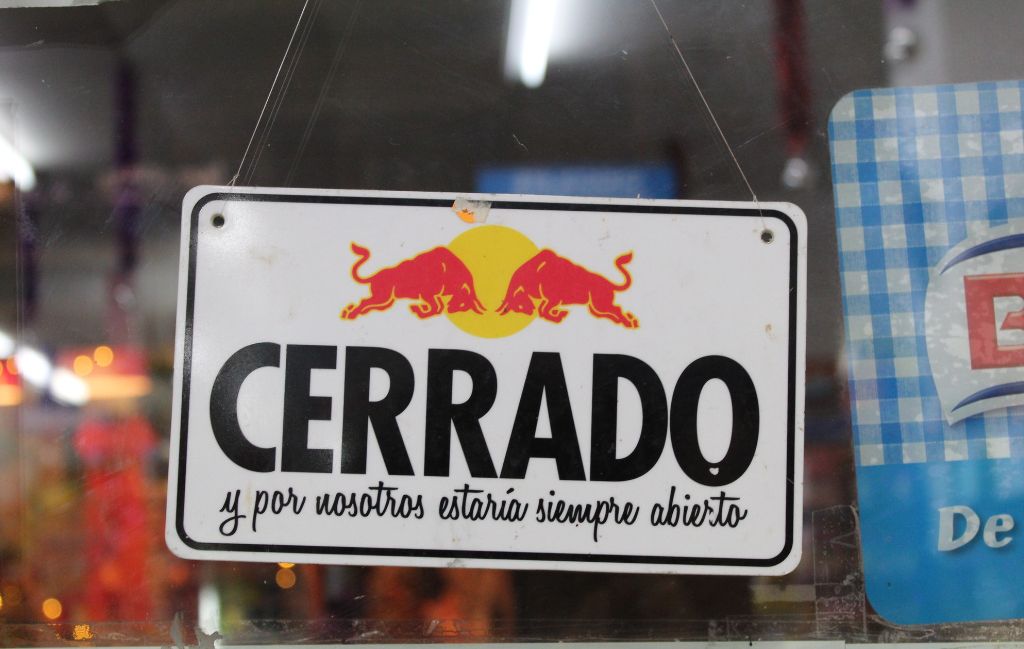 CERRADO
y por nosotros estaría siempre abierto
De